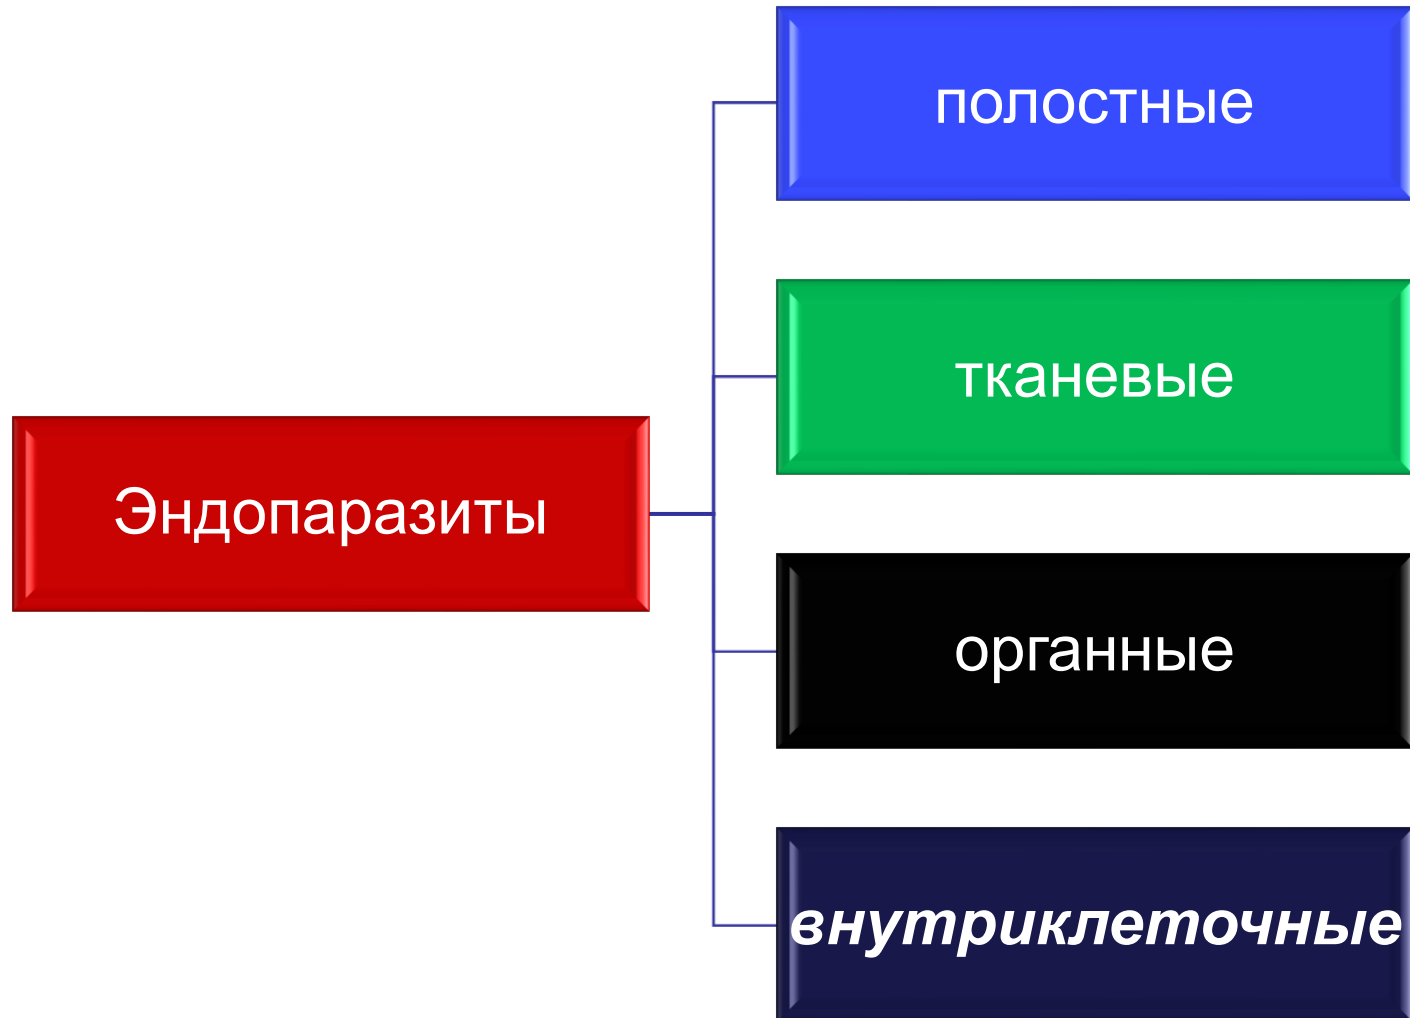 полостные
тканевые
Эндопаразиты
органные
внутриклеточные